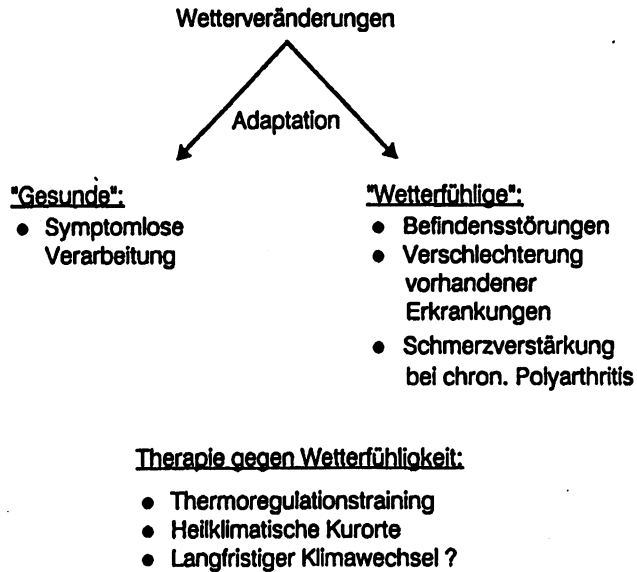 Wetterveränderungen
Adaptation
"Gesunde":
• Symptomlose
Verarbeitung
"Wetterfühlige":
• Befindensstörungen
• Verschlechterung
vorhandener
Erkrankungen
• Schmerzverstärkung
bei chron. Polyarthritis
Therapie gegen Wetterfühligkeit:
• Thermoregulationstraining
• Heilklimatische Kurorte
• Langfristiger Klimawechsel ?